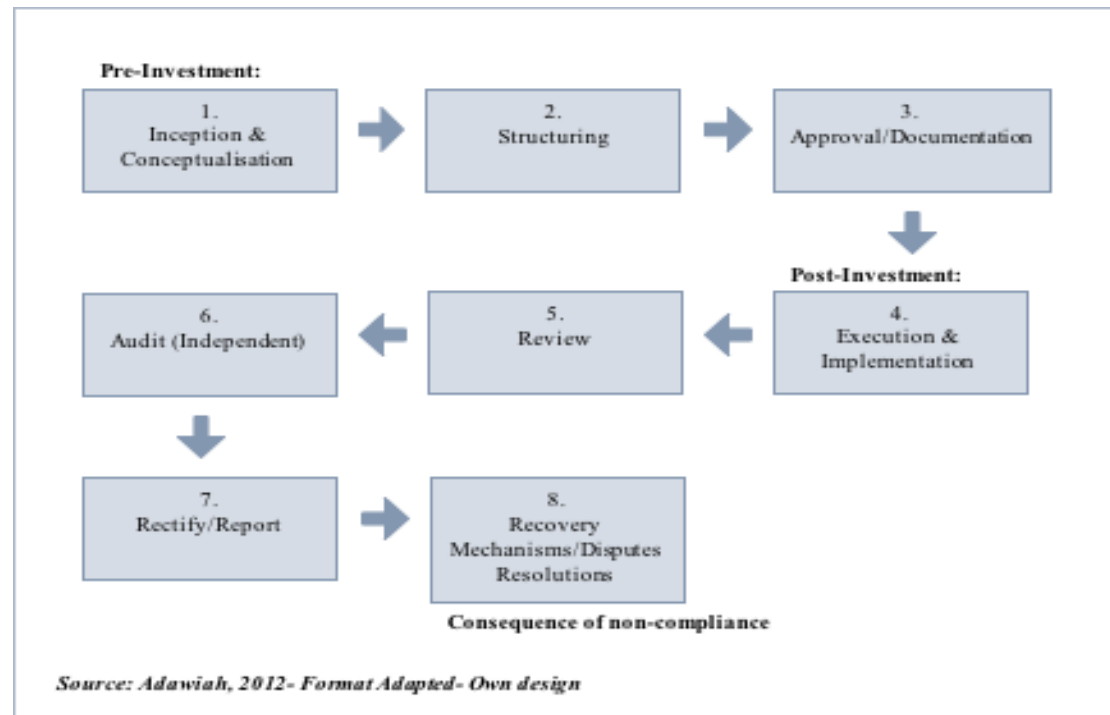 Pre-Investment:
1.
Inception &
Conceptualisation
2.
Structuring
3.
Approval/Documentation
Post-Investment:
4.
Execution &
Implementation
5.
Review
6.
Audit (Independent)
7.
Rectify/Report
8.
Recovery
Mechanisms/Disputes
Resolutions
Consequence of non-compliance
Source: Adawiah, 2012- Format Adapted- Own design